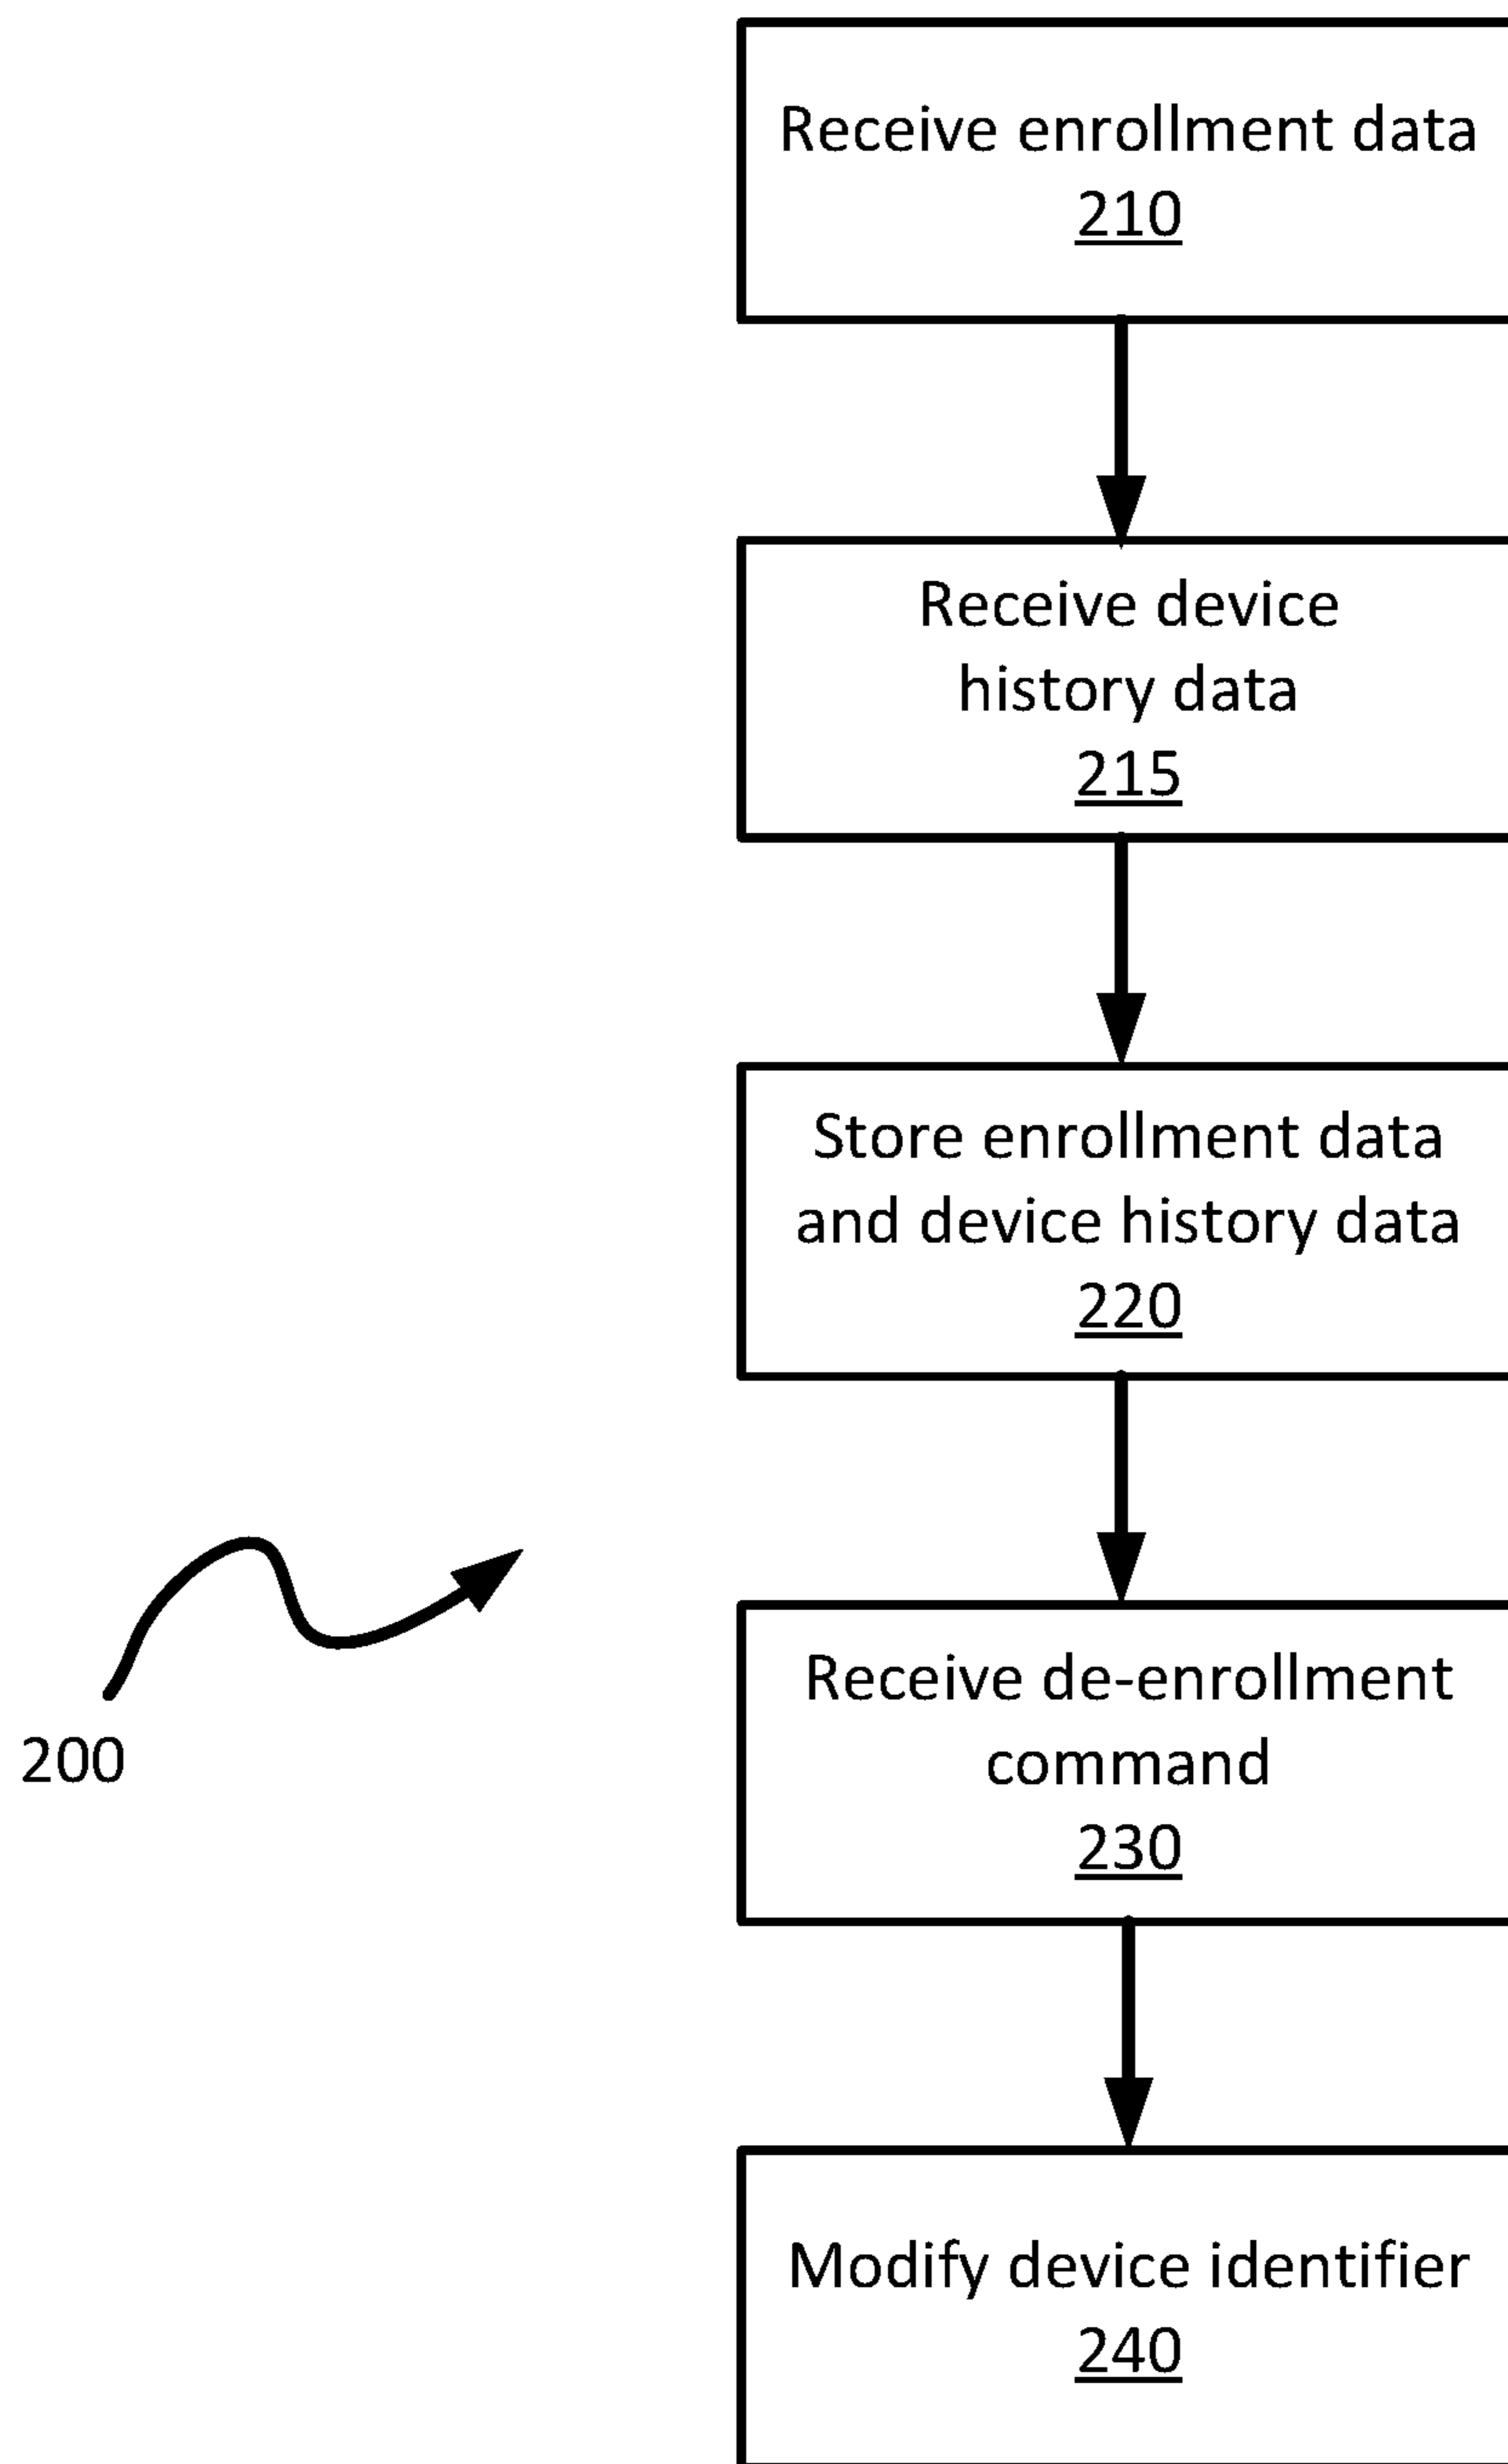 Receive enrollment data
210
Receive device
history data
215
Store enrollment data
and device history data
220
Receive de-enrollment
command
230
200
Modify device identifier
240